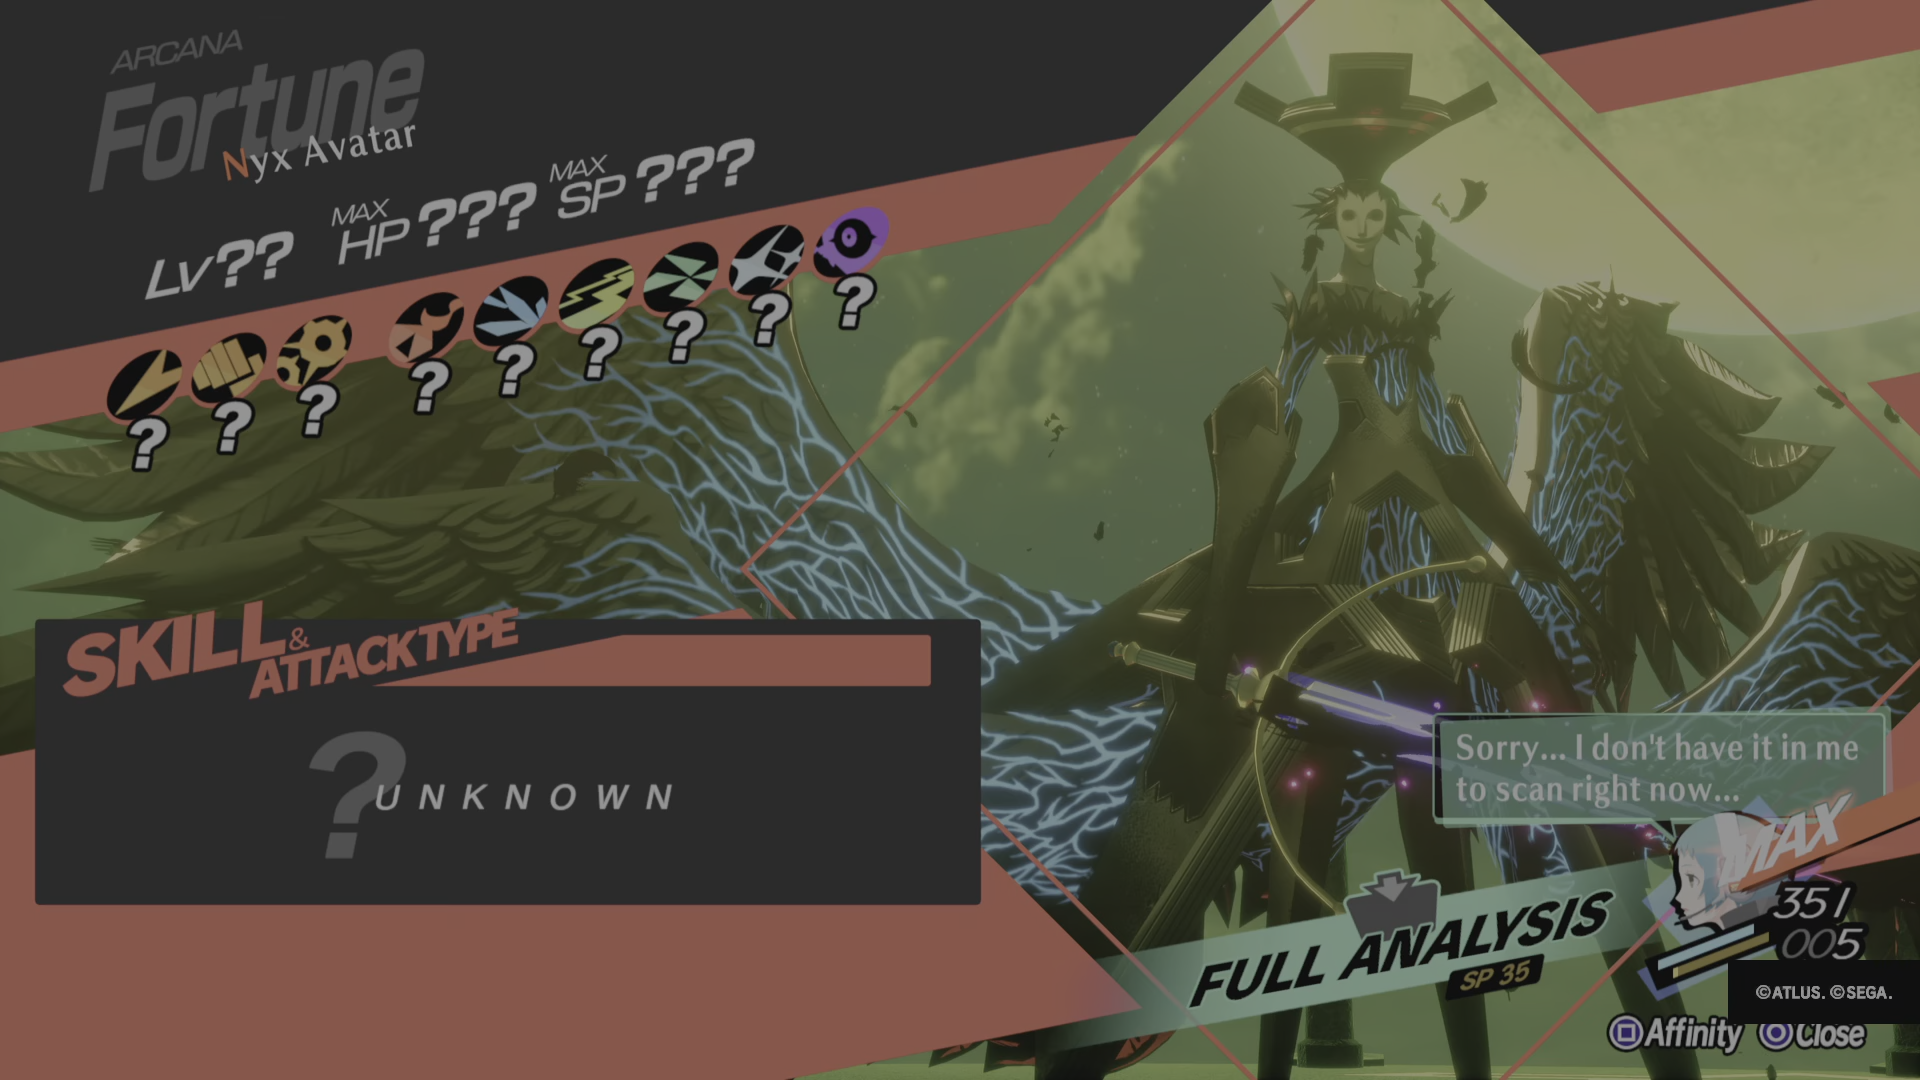 ARCANA
Fortune
Nyx Avatar
Lv??
MAX
HP???
MAX
SP???
? ? ? ? ? ? ? ? ?
SKILL & ATTACK TYPE
?
UNKNOWN
Sorry... I don't have it in me
to scan right now...
MAX
351
005
FULL ANALYSIS
SP 35
©ATLUS. ©SEGA.
Affinity Close